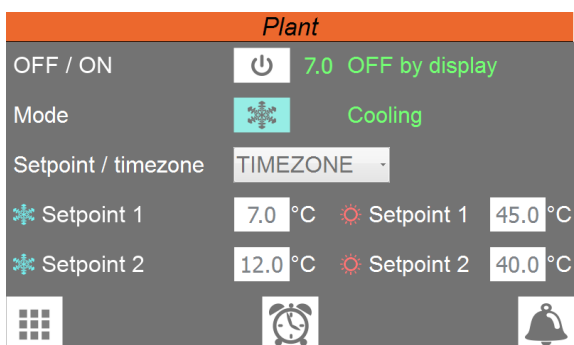 Plant
OFF / ON 7.0 OFF by display
Mode Cooling
Setpoint / timezone TIMEZONE
Setpoint 1 7.0 °C Setpoint 1 45.0 °C
Setpoint 2 12.0 °C Setpoint 2 40.0 °C